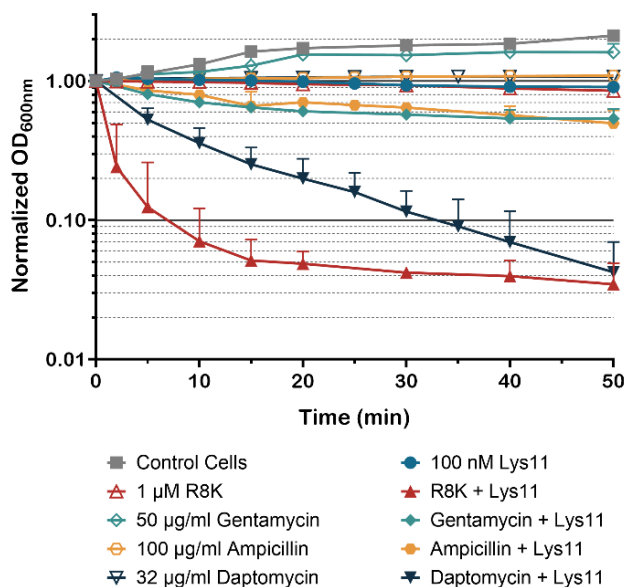 Normalized OD600nm
1.00
0.10
0.01
0 10 20 30 40 50
Time (min)
Control Cells
1 µM R8K
50 µg/ml Gentamycin
100 µg/ml Ampicillin
32 µg/ml Daptomycin
100 nM Lys11
R8K + Lys11
Gentamycin + Lys11
Ampicillin + Lys11
Daptomycin + Lys11